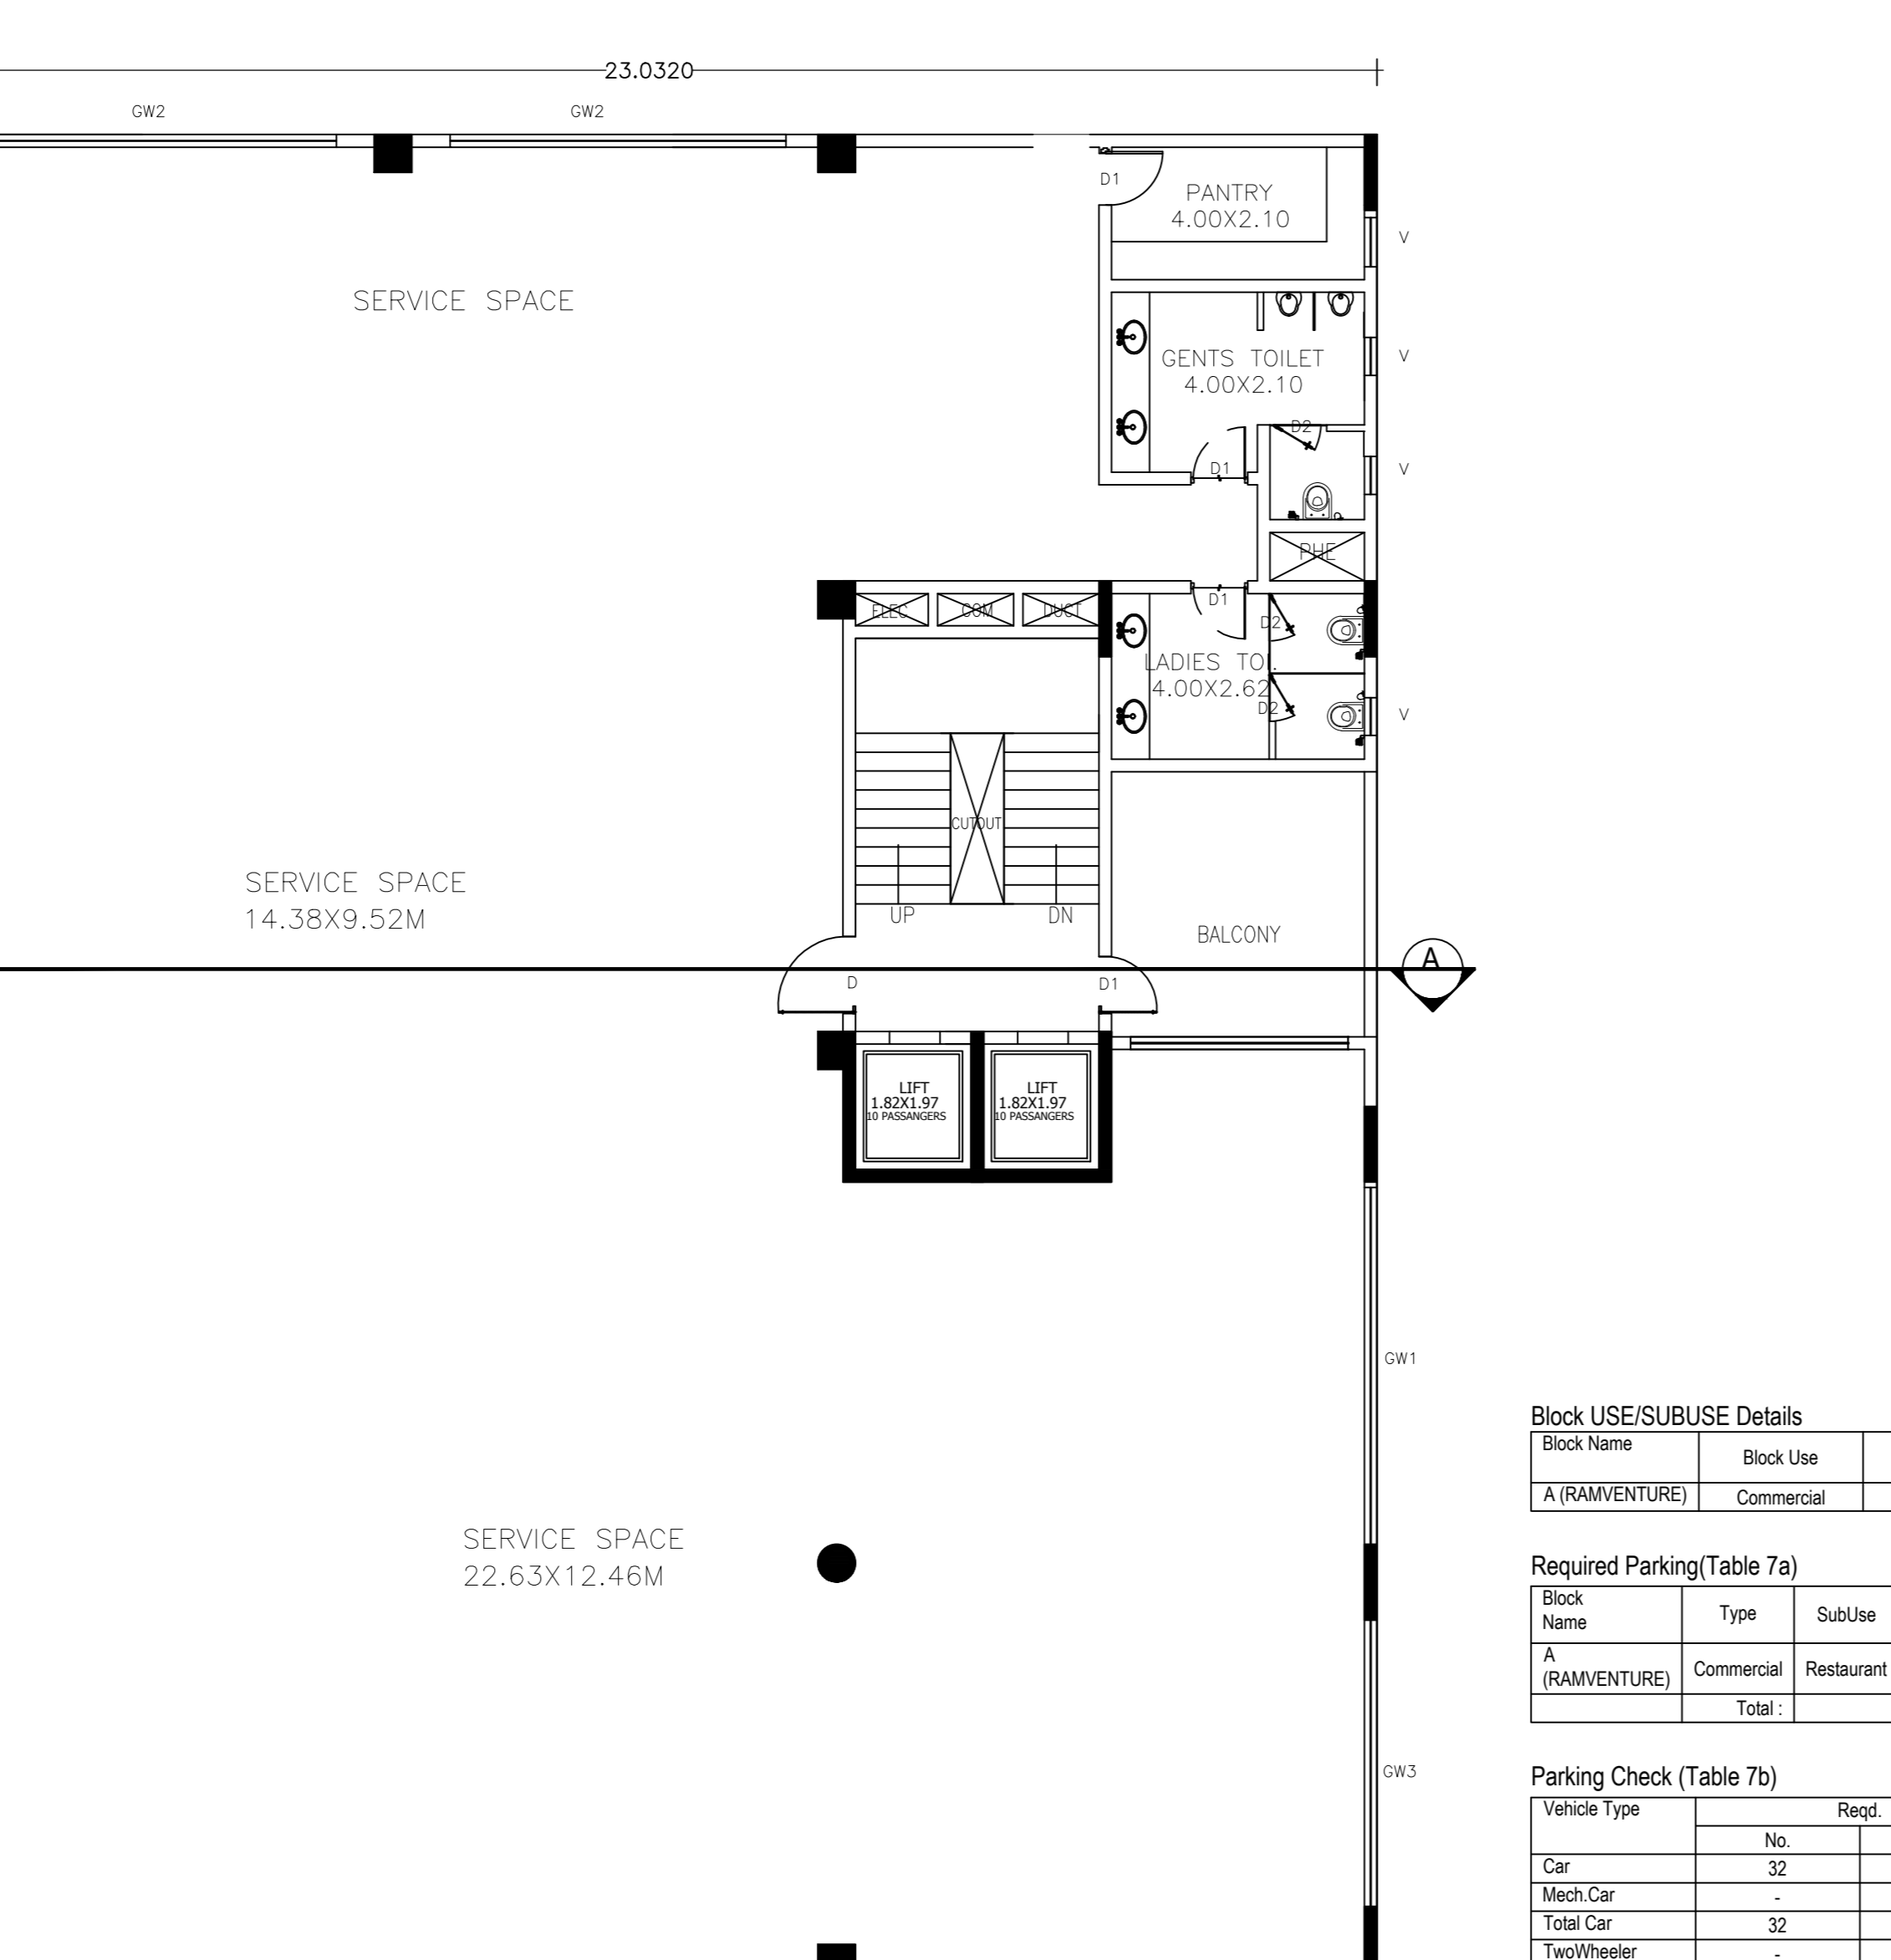 23.0320
GW2
GW2
D1
PANTRY
4.00X2.10
V
SERVICE SPACE
GENTS TOILET
4.00X2.10
V
D2
D1
V
PHE
ELEC
COM
DUCT
D1
D2
LADIES TOI.
4.00X2.62
D2
V
CUTOUT
SERVICE SPACE
14.38X9.52M
UP
DN
BALCONY
A
D
D1
LIFT
1.82X1.97
10 PASSANGERS
LIFT
1.82X1.97
10 PASSANGERS
GW1
SERVICE SPACE
22.63X12.46M
GW3
Block USE/SUBUSE Details
Block Name
Block Use
A (RAMVENTURE)
Commercial
Required Parking(Table 7a)
Block
Name
Type
SubUse
A
(RAMVENTURE)
Commercial
Restaurant
Total :
Parking Check (Table 7b)
Vehicle Type
Reqd.
No.
Car
32
Mech.Car
-
Total Car
32
TwoWheeler
-